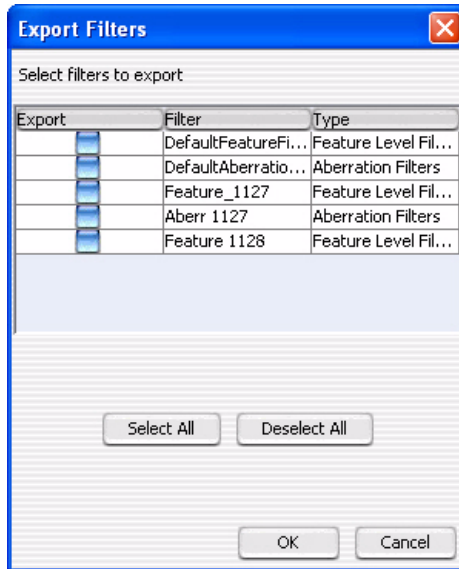 Export Filters
Select filters to export
Export Filter Type
DefaultFeatureFi... Feature Level Fil...
DefaultAberratio... Aberration Filters
Feature_1127 Feature Level Fil...
Aberr 1127 Aberration Filters
Feature 1128 Feature Level Fil...
Select All Deselect All
OK Cancel